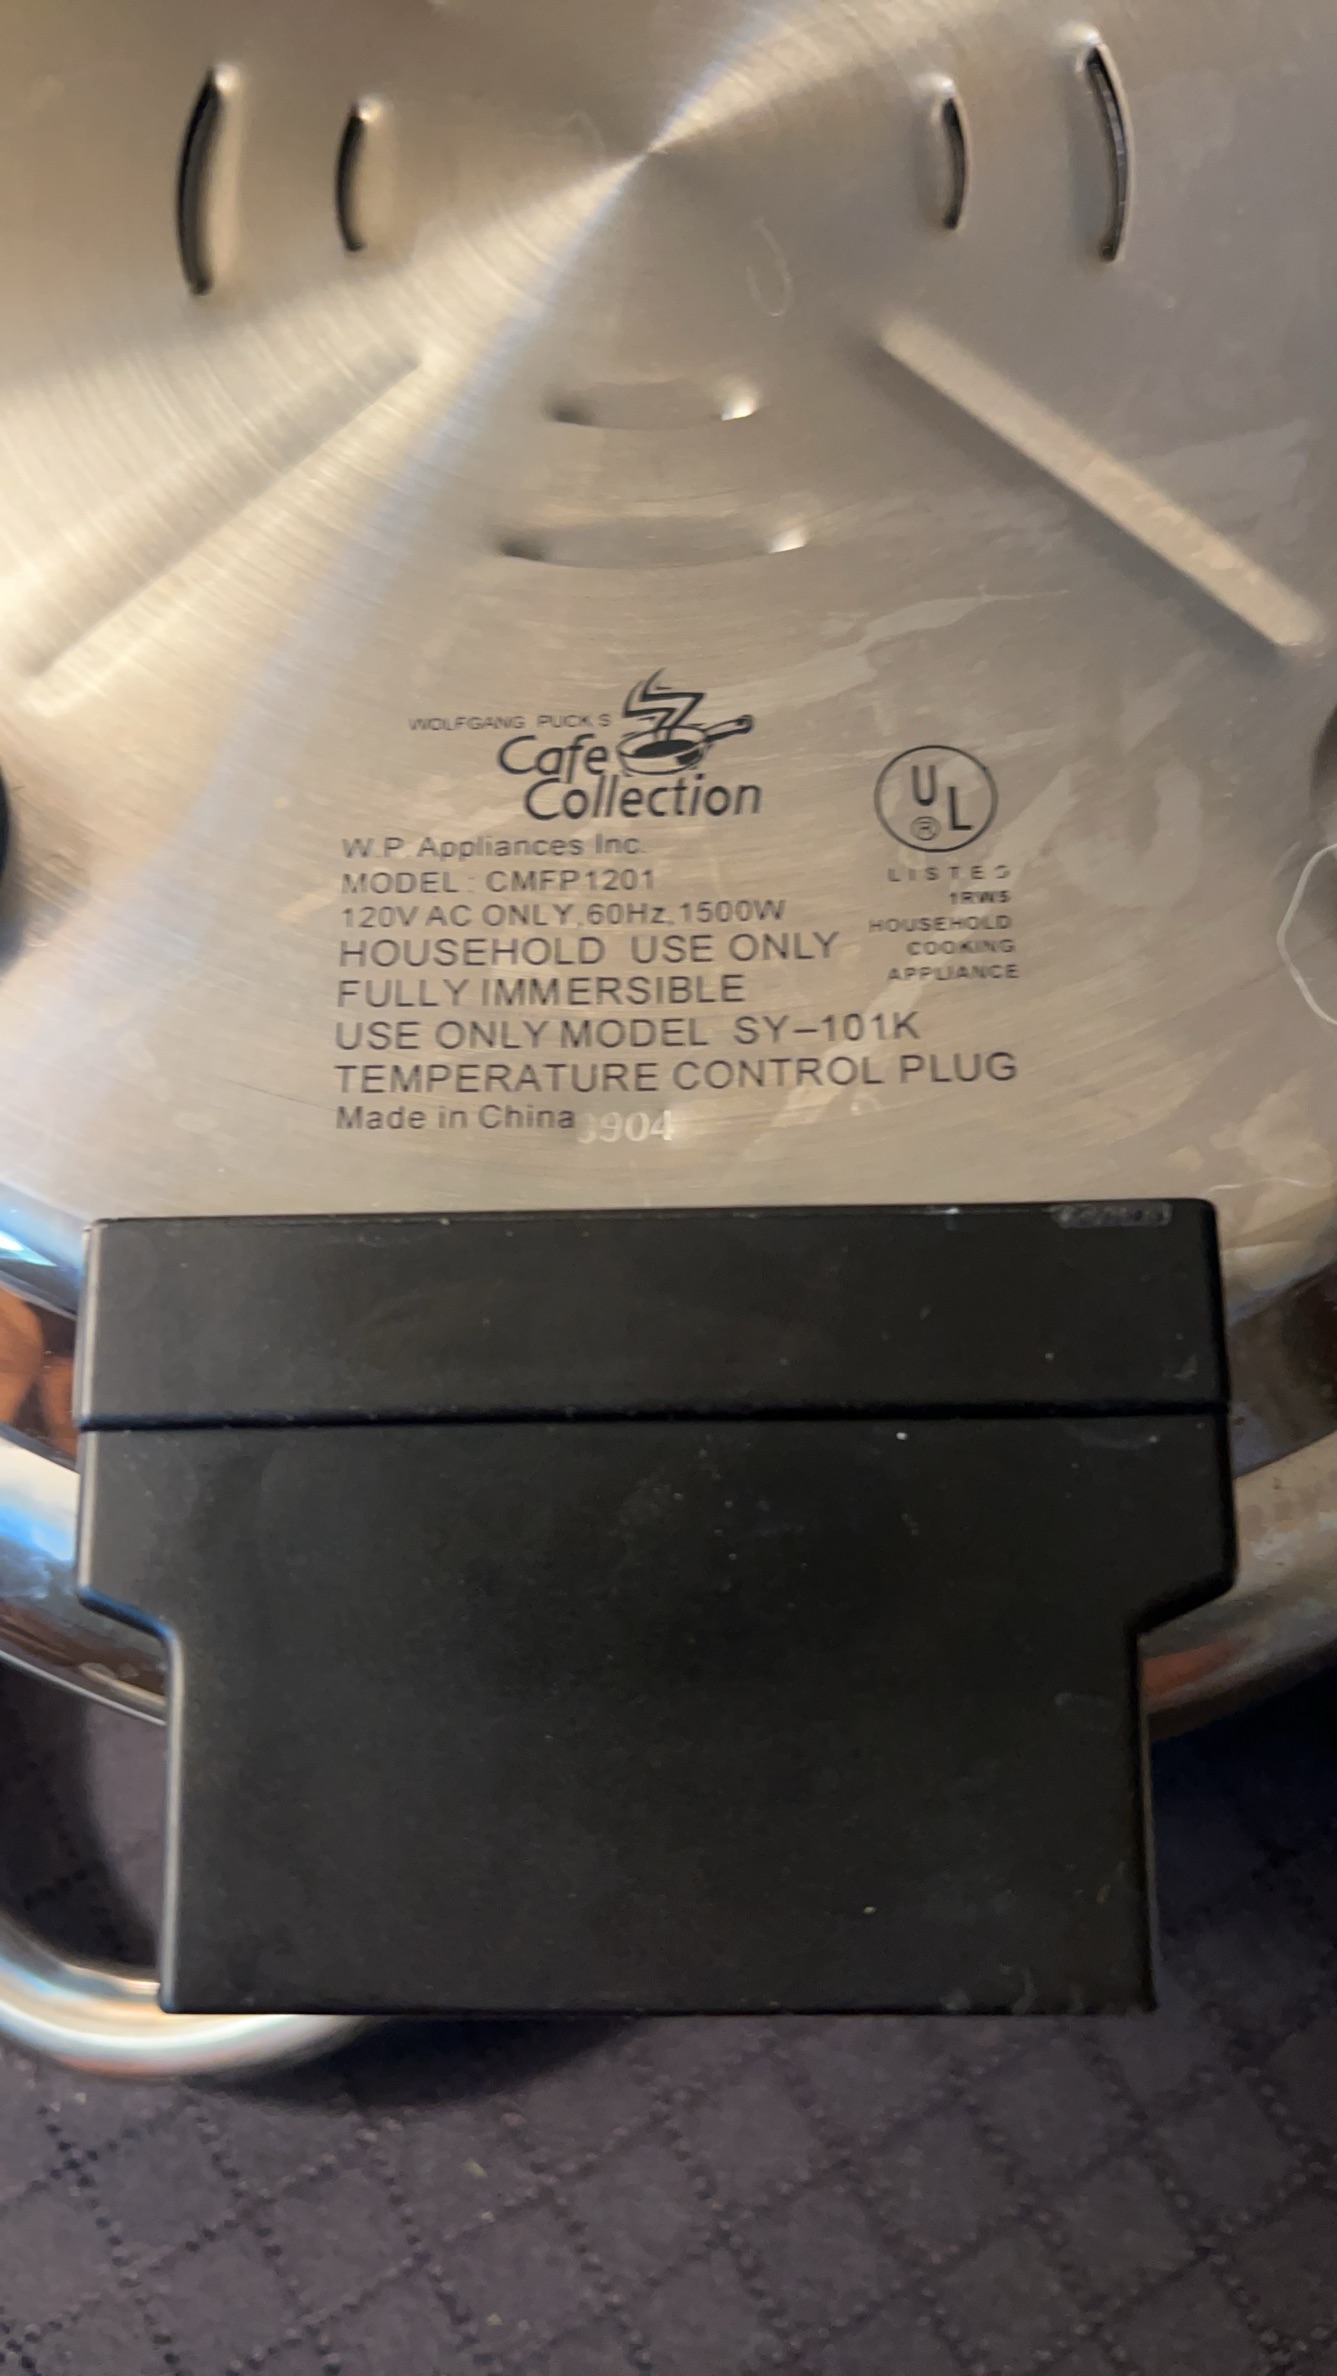 WOLFGANG PUCK'S
Cafe
Collection
W.P. Appliances Inc.
MODEL: CMFP1201
120V AC ONLY, 60Hz, 1500W
HOUSEHOLD USE ONLY
FULLY IMMERSIBLE
USE ONLY MODEL SY-101K
TEMPERATURE CONTROL PLUG
Made in China
UL
®
LISTED
1RW5
HOUSEHOLD
COOKING
APPLIANCE